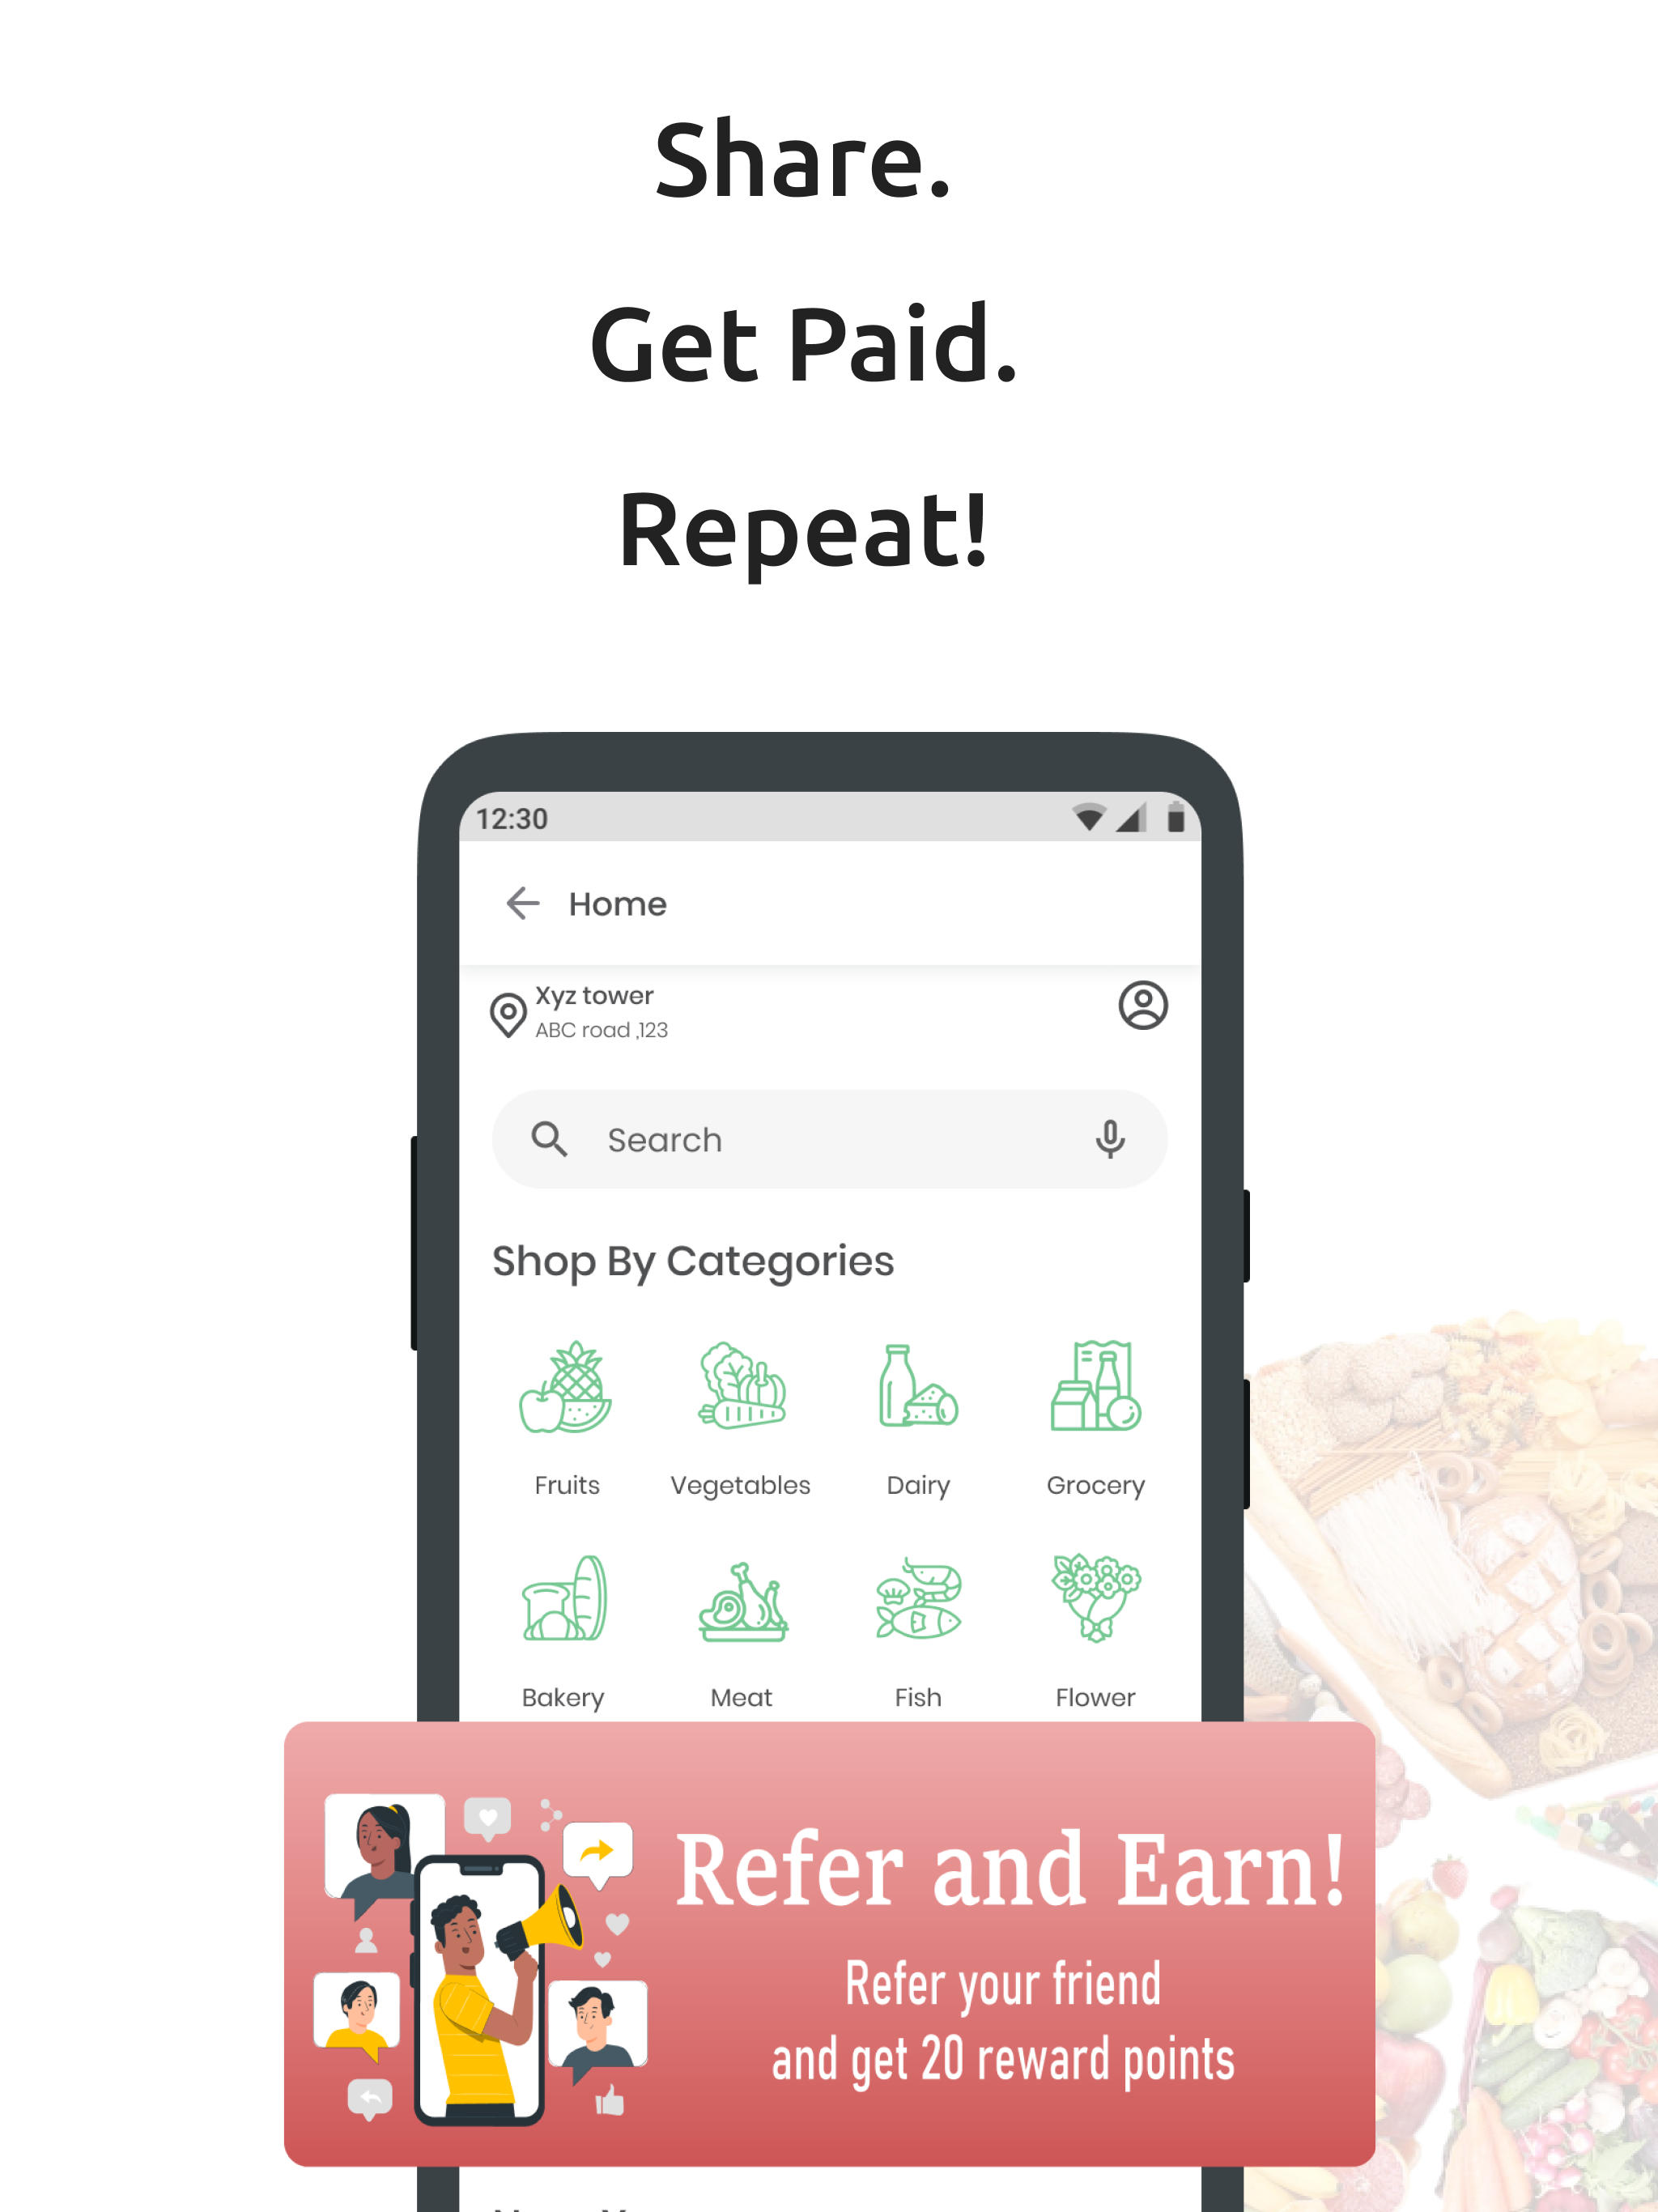 Share.
Get Paid.
Repeat!
12:30
Home
Xyz tower
ABC road ,123
Search
Shop By Categories
Fruits Vegetables Dairy Grocery
Bakery Meat Fish Flower
Refer and Earn!
Refer your friend
and get 20 reward points